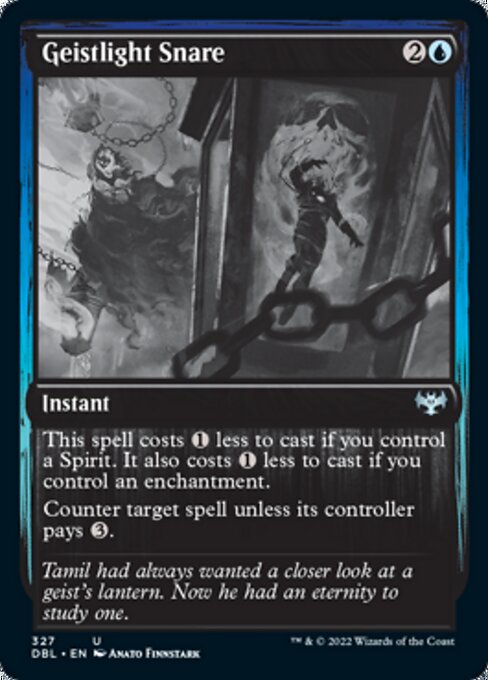 Geistlight Snare 2
Instant
This spell costs 1 less to cast if you control
a Spirit. It also costs 1 less to cast if you
control an enchantment.
Counter target spell unless its controller
pays 3.
Tamil had always wanted a closer look at a
geist's lantern. Now he had an eternity to
study one.
327 U
DBL • EN Anato Finnstark
™ & © 2022 Wizards of the Coast